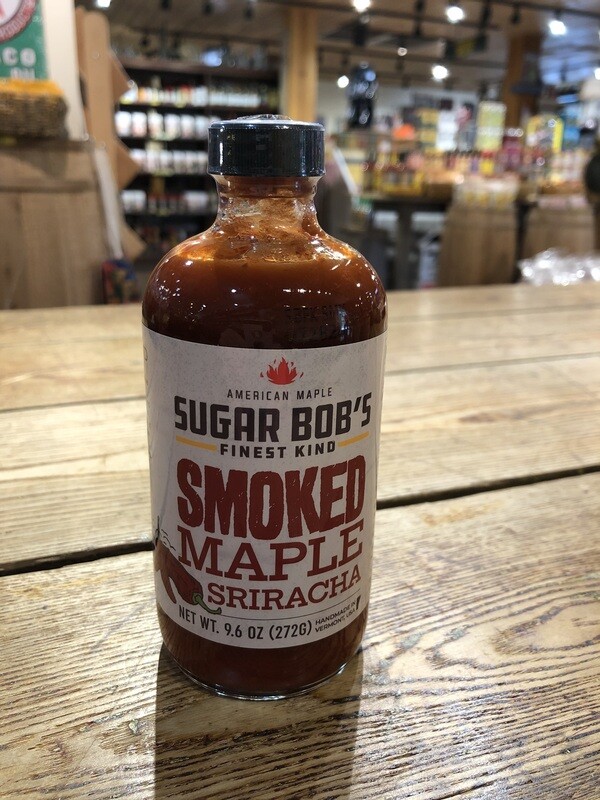 AMERICAN MAPLE
SUGAR BOB'S
FINEST KIND
SMOKED
MAPLE
SRIRACHA
NET WT. 9.6 OZ (272G)
HANDMADE IN
VERMONT, USA